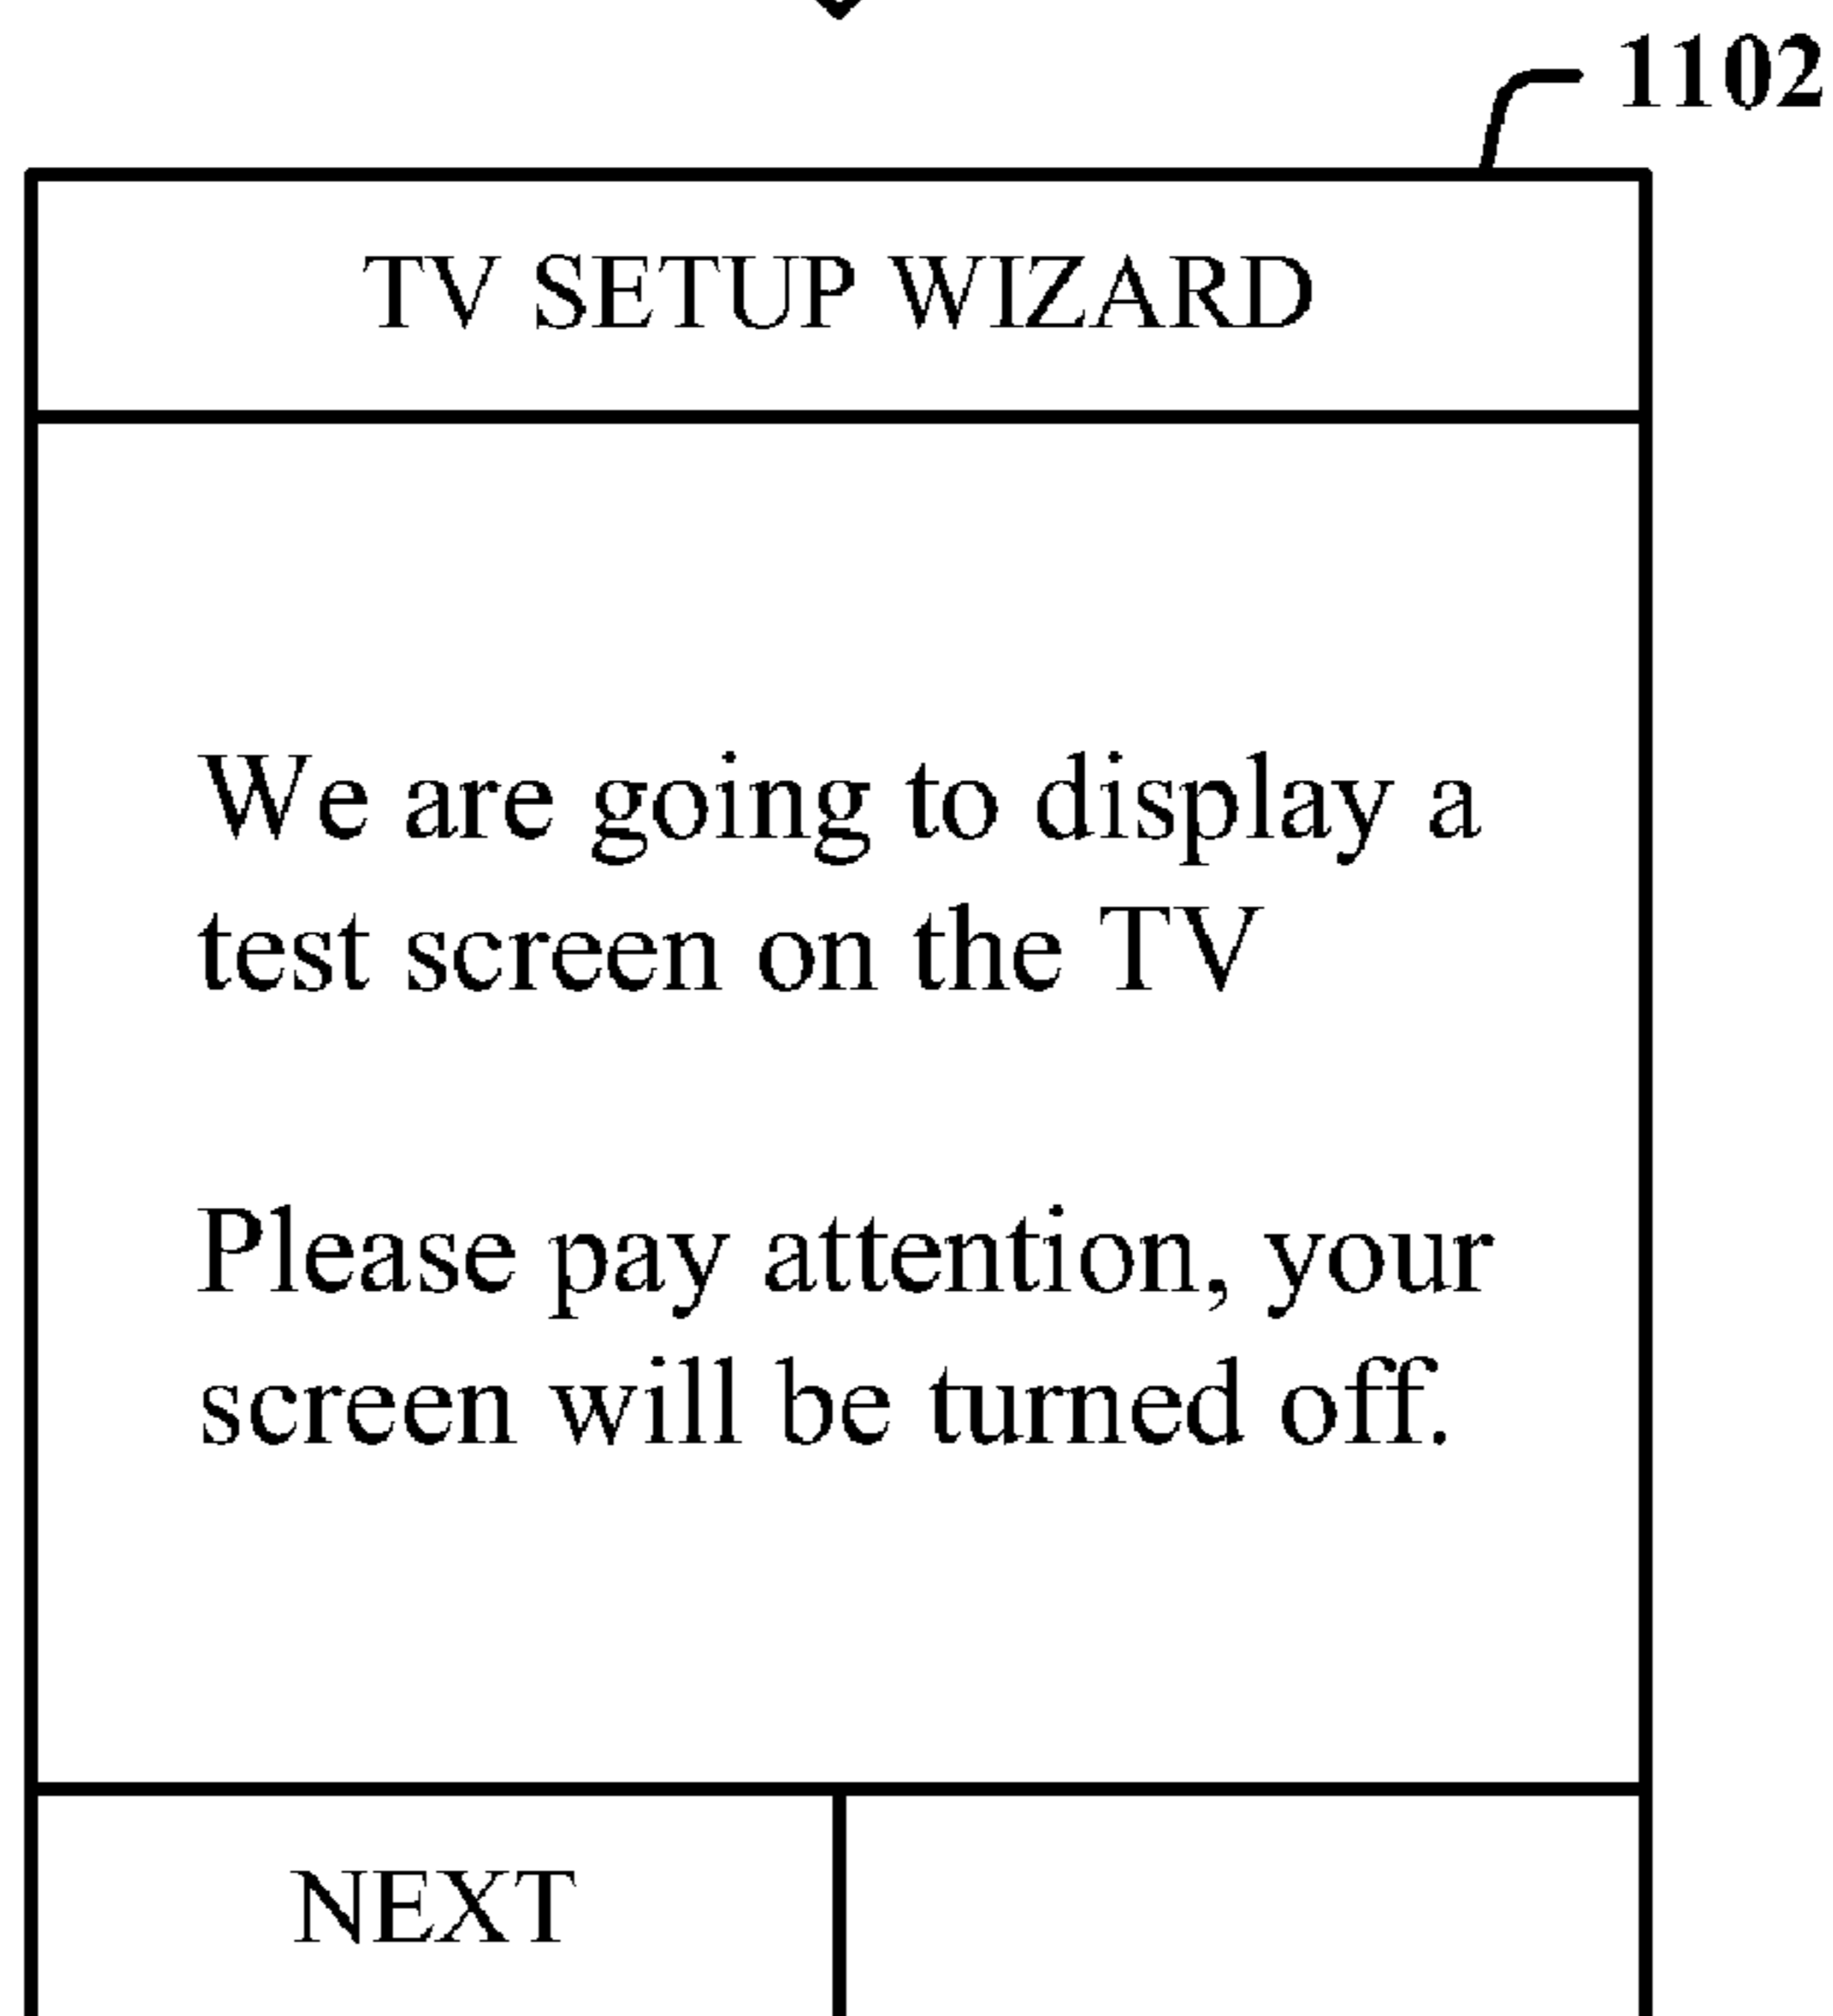 1102
TV SETUP WIZARD
We are going to display a
test screen on the TV
Please pay attention, your
screen will be turned off.
NEXT